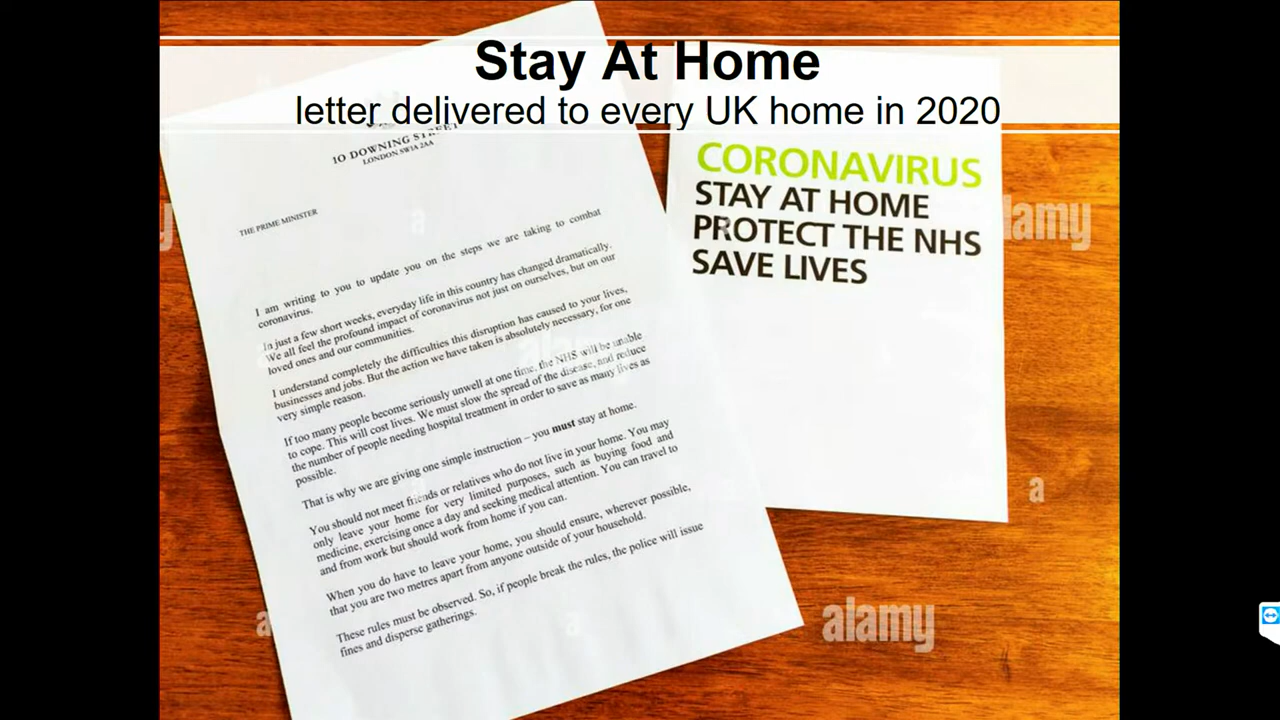 Stay At Home
letter delivered to every UK home in 2020
10 DOWNING STREET
LONDON SW1A 2AA
THE PRIME MINISTER
I am writing to you to update you on the steps we are taking to combat
coronavirus.
In just a few short weeks, everyday life in this country has changed dramatically.
We all feel the profound impact of coronavirus not just on ourselves, but on our
loved ones and our communities.
I understand completely the difficulties this disruption has caused to your lives,
businesses and jobs. But the action we have taken is absolutely necessary, for one
very simple reason.
If too many people become seriously unwell at one time, the NHS will be unable
to cope. This will cost lives. We must slow the spread of the disease, and reduce
the number of people needing hospital treatment in order to save as many lives as
possible.
That is why we are giving one simple instruction – you must stay at home.
You should not meet friends or relatives who do not live in your home. You may
only leave your home for very limited purposes, such as buying food and
medicine, exercising once a day and seeking medical attention. You can travel to
and from work but should work from home if you can.
When you do have to leave your home, you should ensure, wherever possible,
that you are two metres apart from anyone outside of your household.
These rules must be observed. So, if people break the rules, the police will issue
fines and disperse gatherings.
CORONAVIRUS
STAY AT HOME
PROTECT THE NHS
SAVE LIVES
alamy
alamy
a
a
alamy
a
a
a